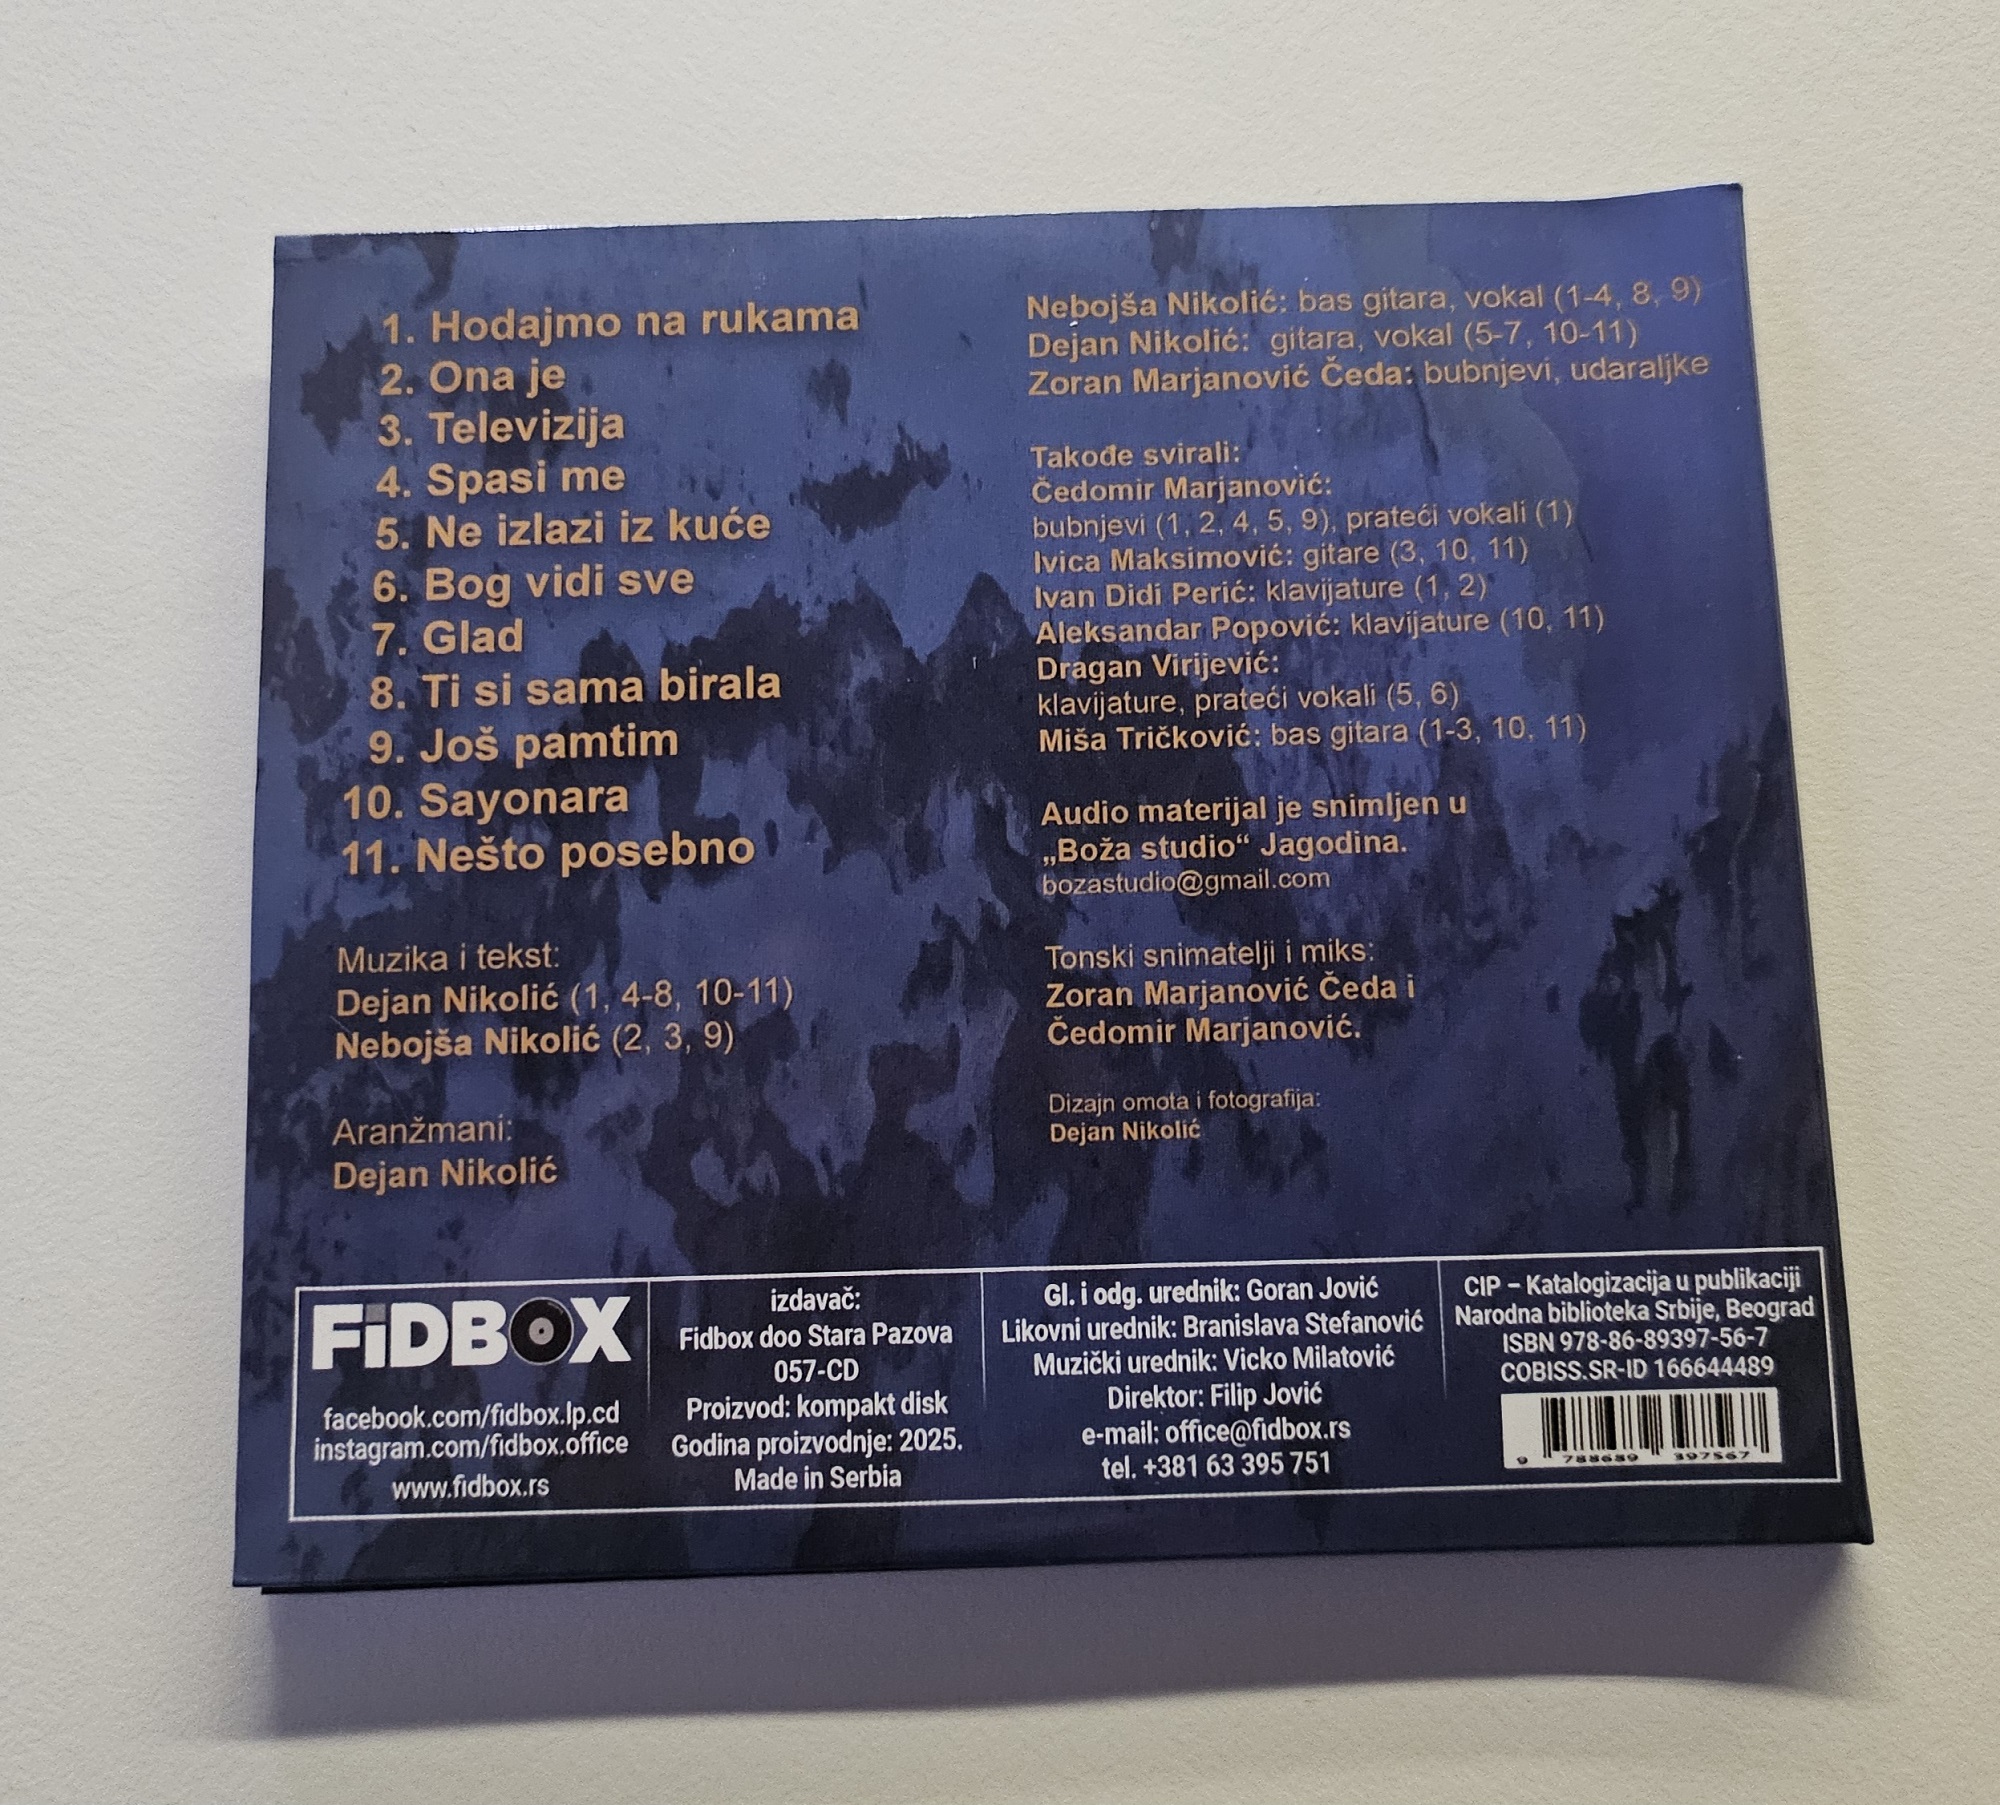 1. Hodajmo na rukama
2. Ona je
3. Televizija
4. Spasi me
5. Ne izlazi iz kuće
6. Bog vidi sve
7. Glad
8. Ti si sama birala
9. Još pamtim
10. Sayonara
11. Nešto posebno
Muzika i tekst:
Dejan Nikolić (1, 4-8, 10-11)
Nebojša Nikolić (2, 3, 9)
Aranžmani:
Dejan Nikolić
Nebojša Nikolić: bas gitara, vokal (1-4, 8, 9)
Dejan Nikolić: gitara, vokal (5-7, 10-11)
Zoran Marjanović Čeda: bubnjevi, udaraljke
Takođe svirali:
Čedomir Marjanović:
bubnjevi (1, 2, 4, 5, 9), prateći vokali (1)
Ivica Maksimović: gitare (3, 10, 11)
Ivan Didi Perić: klavijature (1, 2)
Aleksandar Popović: klavijature (10, 11)
Dragan Virijević:
klavijature, prateći vokali (5, 6)
Miša Tričković: bas gitara (1-3, 10, 11)
Audio materijal je snimljen u
„Boža studio“ Jagodina.
bozastudio@gmail.com
Tonski snimatelji i miks:
Zoran Marjanović Čeda i
Čedomir Marjanović.
Dizajn omota i fotografija:
Dejan Nikolić
FiDBOX
facebook.com/fidbox.lp.cd
instagram.com/fidbox.office
www.fidbox.rs
izdavač:
Fidbox doo Stara Pazova
057-CD
Proizvod: kompakt disk
Godina proizvodnje: 2025.
Made in Serbia
Gl. i odg. urednik: Goran Jović
Likovni urednik: Branislava Stefanović
Muzički urednik: Vicko Milatović
Direktor: Filip Jović
e-mail: office@fidbox.rs
tel. +381 63 395 751
CIP – Katalogizacija u publikaciji
Narodna biblioteka Srbije, Beograd
ISBN 978-86-89397-56-7
COBISS.SR-ID 166644489
9 788689 397567